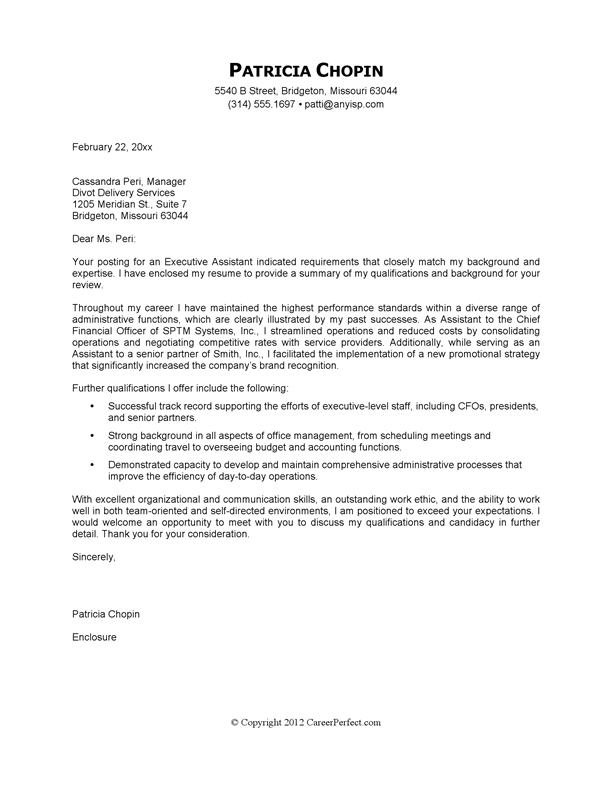 PATRICIA CHOPIN
5540 B Street, Bridgeton, Missouri 63044
(314) 555.1697 • patti@anyisp.com
February 22, 20xx
Cassandra Peri, Manager
Divot Delivery Services
1205 Meridian St., Suite 7
Bridgeton, Missouri 63044
Dear Ms. Peri:
Your posting for an Executive Assistant indicated requirements that closely match my background and
expertise. I have enclosed my resume to provide a summary of my qualifications and background for your
review.
Throughout my career I have maintained the highest performance standards within a diverse range of
administrative functions, which are clearly illustrated by my past successes. As Assistant to the Chief
Financial Officer of SPTM Systems, Inc., I streamlined operations and reduced costs by consolidating
operations and negotiating competitive rates with service providers. Additionally, while serving as an
Assistant to a senior partner of Smith, Inc., I facilitated the implementation of a new promotional strategy
that significantly increased the company's brand recognition.
Further qualifications I offer include the following:
• Successful track record supporting the efforts of executive-level staff, including CFOs, presidents,
and senior partners.
• Strong background in all aspects of office management, from scheduling meetings and
coordinating travel to overseeing budget and accounting functions.
• Demonstrated capacity to develop and maintain comprehensive administrative processes that
improve the efficiency of day-to-day operations.
With excellent organizational and communication skills, an outstanding work ethic, and the ability to work
well in both team-oriented and self-directed environments, I am positioned to exceed your expectations. I
would welcome an opportunity to meet with you to discuss my qualifications and candidacy in further
detail. Thank you for your consideration.
Sincerely,
Patricia Chopin
Enclosure
© Copyright 2012 CareerPerfect.com